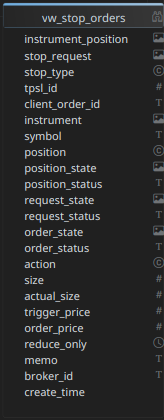 vw_stop_orders
instrument_position
stop_request
stop_type
tpsl_id #
client_order_id T
instrument
symbol T
position
position_state
position_status T
request_state
request_status T
order_state
order_status T
action
size #
actual_size #
trigger_price #
order_price #
reduce_only
memo T
broker_id T
create_time